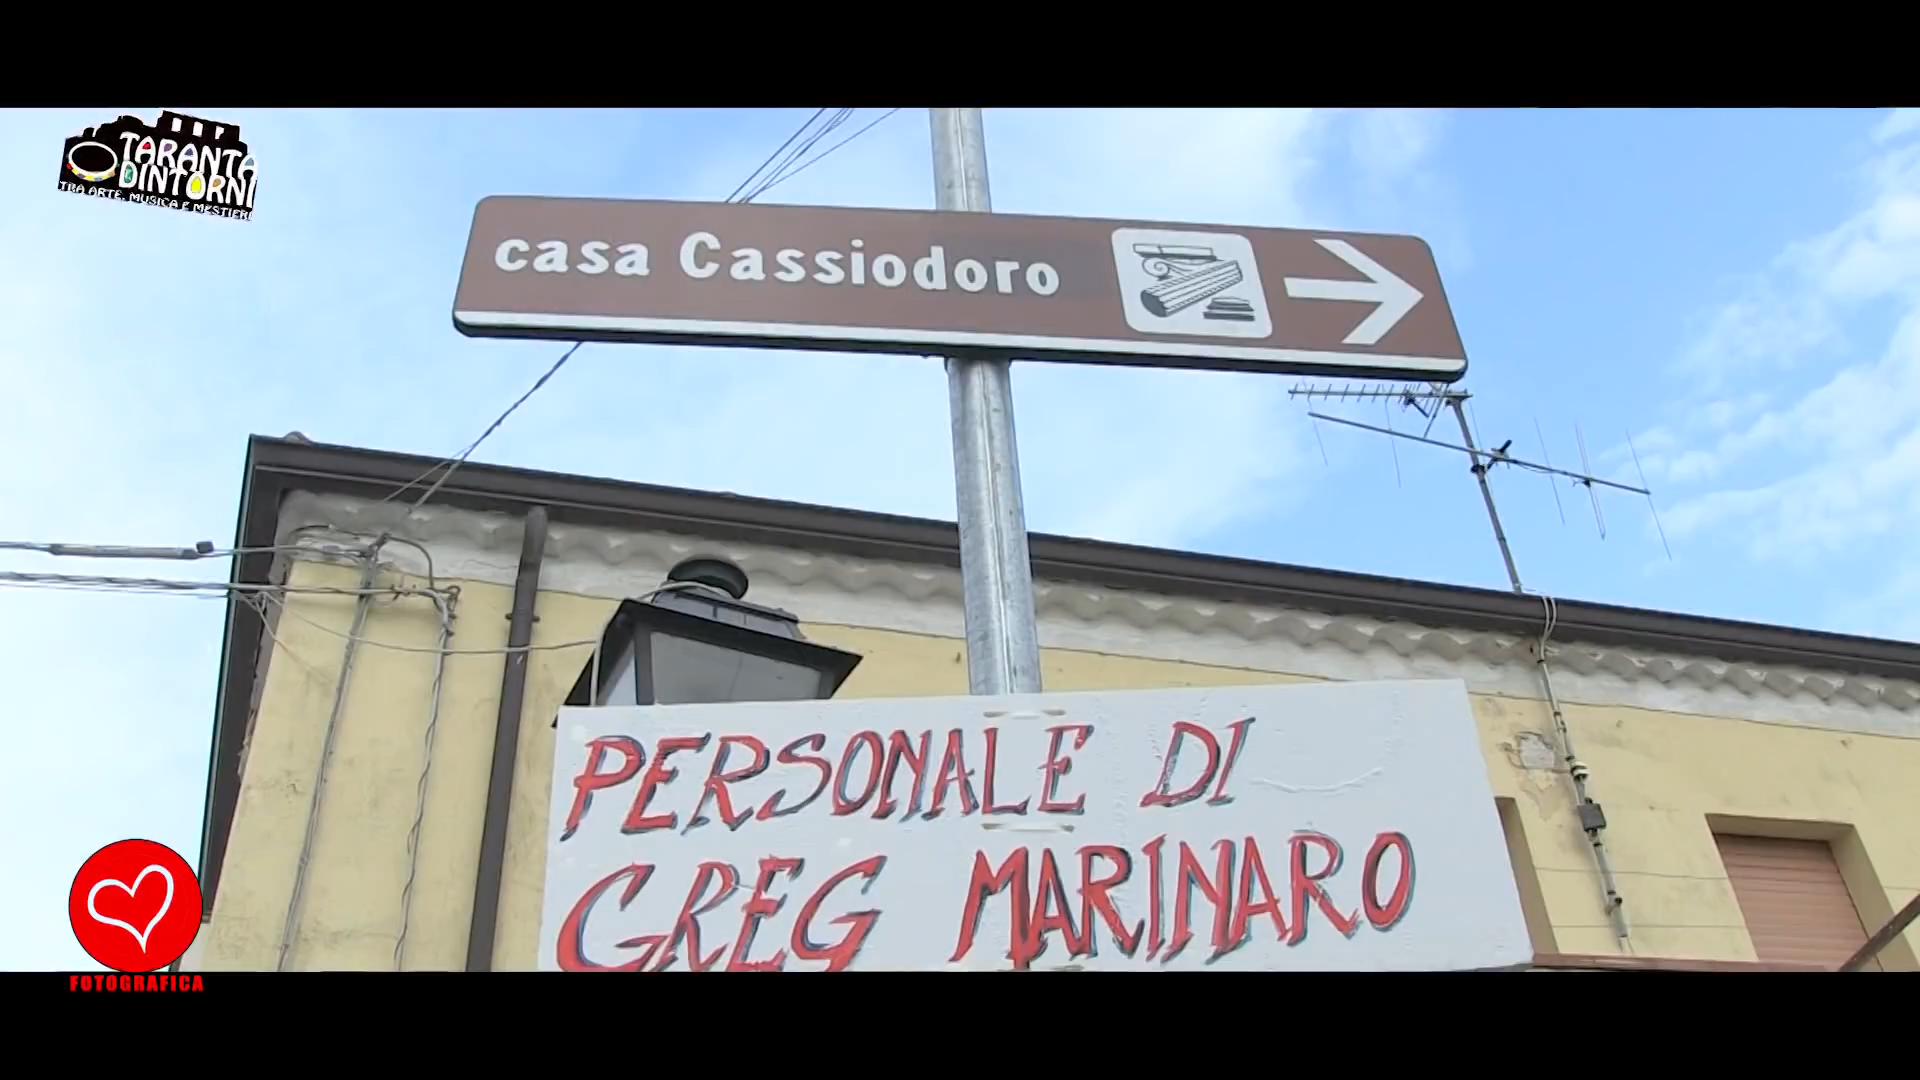 TARANTA
DINTORNI
TRA ARTE, MUSICA E MESTIERI
casa Cassiodoro
PERSONALE DI
GREG MARINARO
FOTOGRAFICA